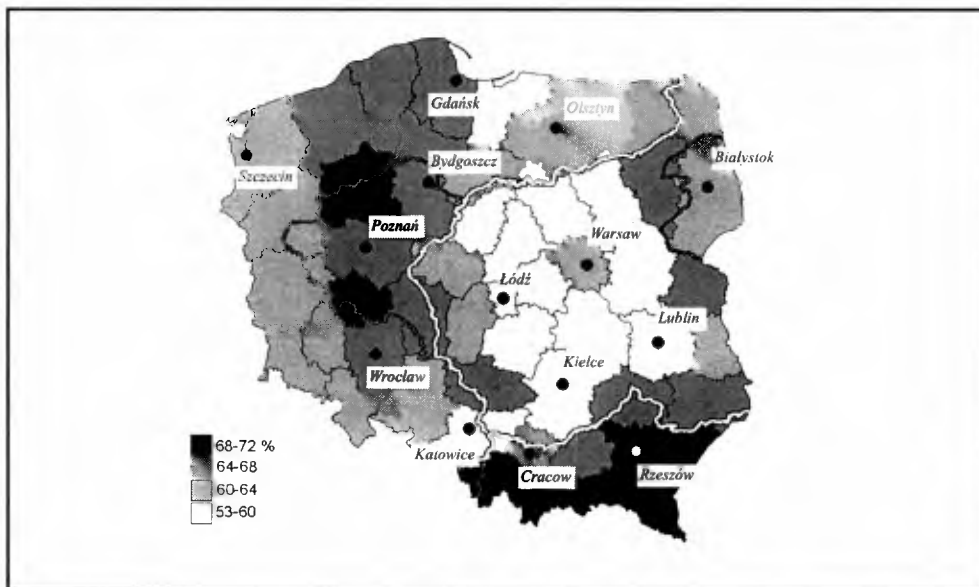 Gdańsk
Olsztyn
Szczecin
Bydgoszcz
Białystok
Poznań
Warsaw
Łódź
Lublin
Wrocław
Kielce
Katowice
Cracow
Rzeszów
68-72 %
64-68
60-64
53-60